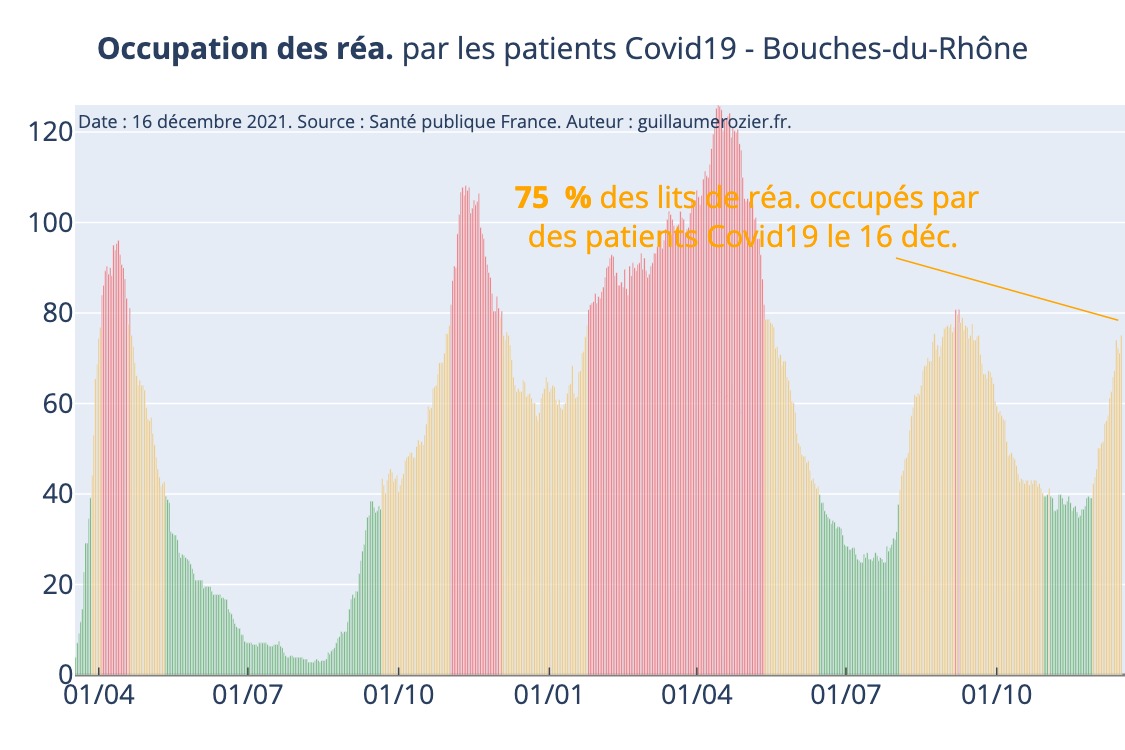 Occupation des réa. par les patients Covid19 - Bouches-du-Rhône
Date : 16 décembre 2021. Source : Santé publique France. Auteur : guillaumerozier.fr.
75 % des lits de réa. occupés par
des patients Covid19 le 16 déc.
120
100
80
60
40
20
0
01/04 01/07 01/10 01/01 01/04 01/07 01/10